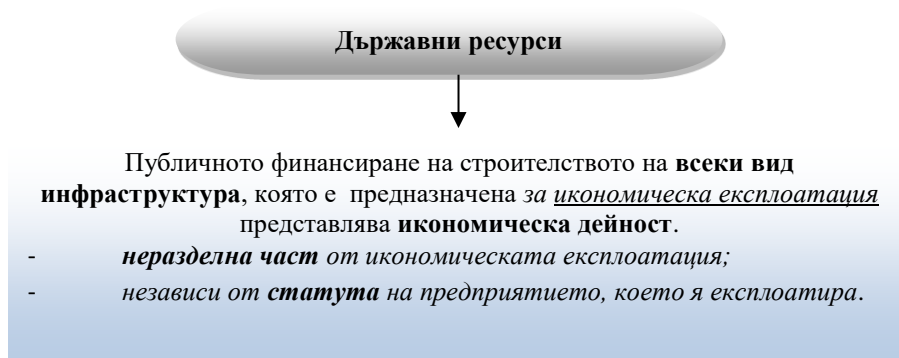 Държавни ресурси
Публичното финансиране на строителството на всеки вид
инфраструктура, която е предназначена за икономическа експлоатация
представлява икономическа дейност.
- неразделна част от икономическата експлоатация;
- независи от статута на предприятието, което я експлоатира.